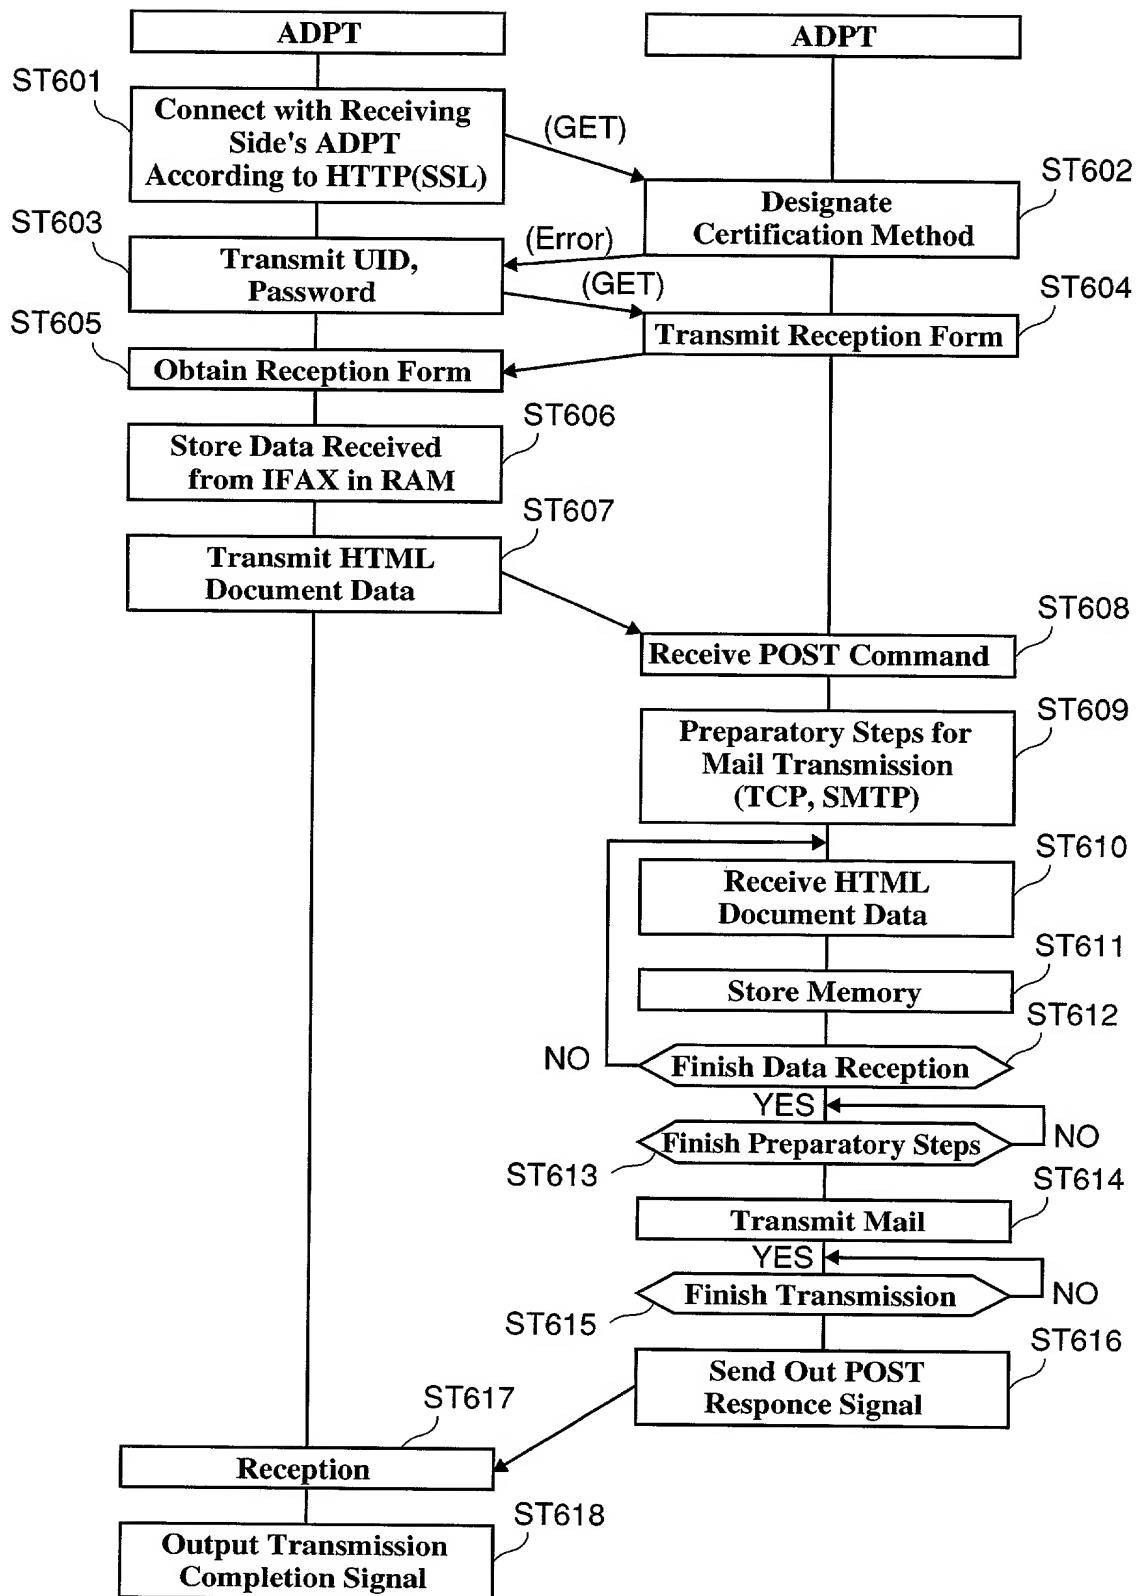 ADPT
ADPT
ST601
Connect with Receiving
Side's ADPT
According to HTTP(SSL)
(GET)
ST602
Designate
Certification Method
ST603
(Error)
Transmit UID,
Password
(GET)
ST604
Transmit Reception Form
ST605
Obtain Reception Form
ST606
Store Data Received
from IFAX in RAM
ST607
Transmit HTML
Document Data
ST608
Receive POST Command
ST609
Preparatory Steps for
Mail Transmission
(TCP, SMTP)
ST610
Receive HTML
Document Data
ST611
Store Memory
ST612
NO
Finish Data Reception
YES
Finish Preparatory Steps
NO
ST613
ST614
Transmit Mail
YES
Finish Transmission
NO
ST615
ST616
Send Out POST
Responce Signal
ST617
Reception
ST618
Output Transmission
Completion Signal